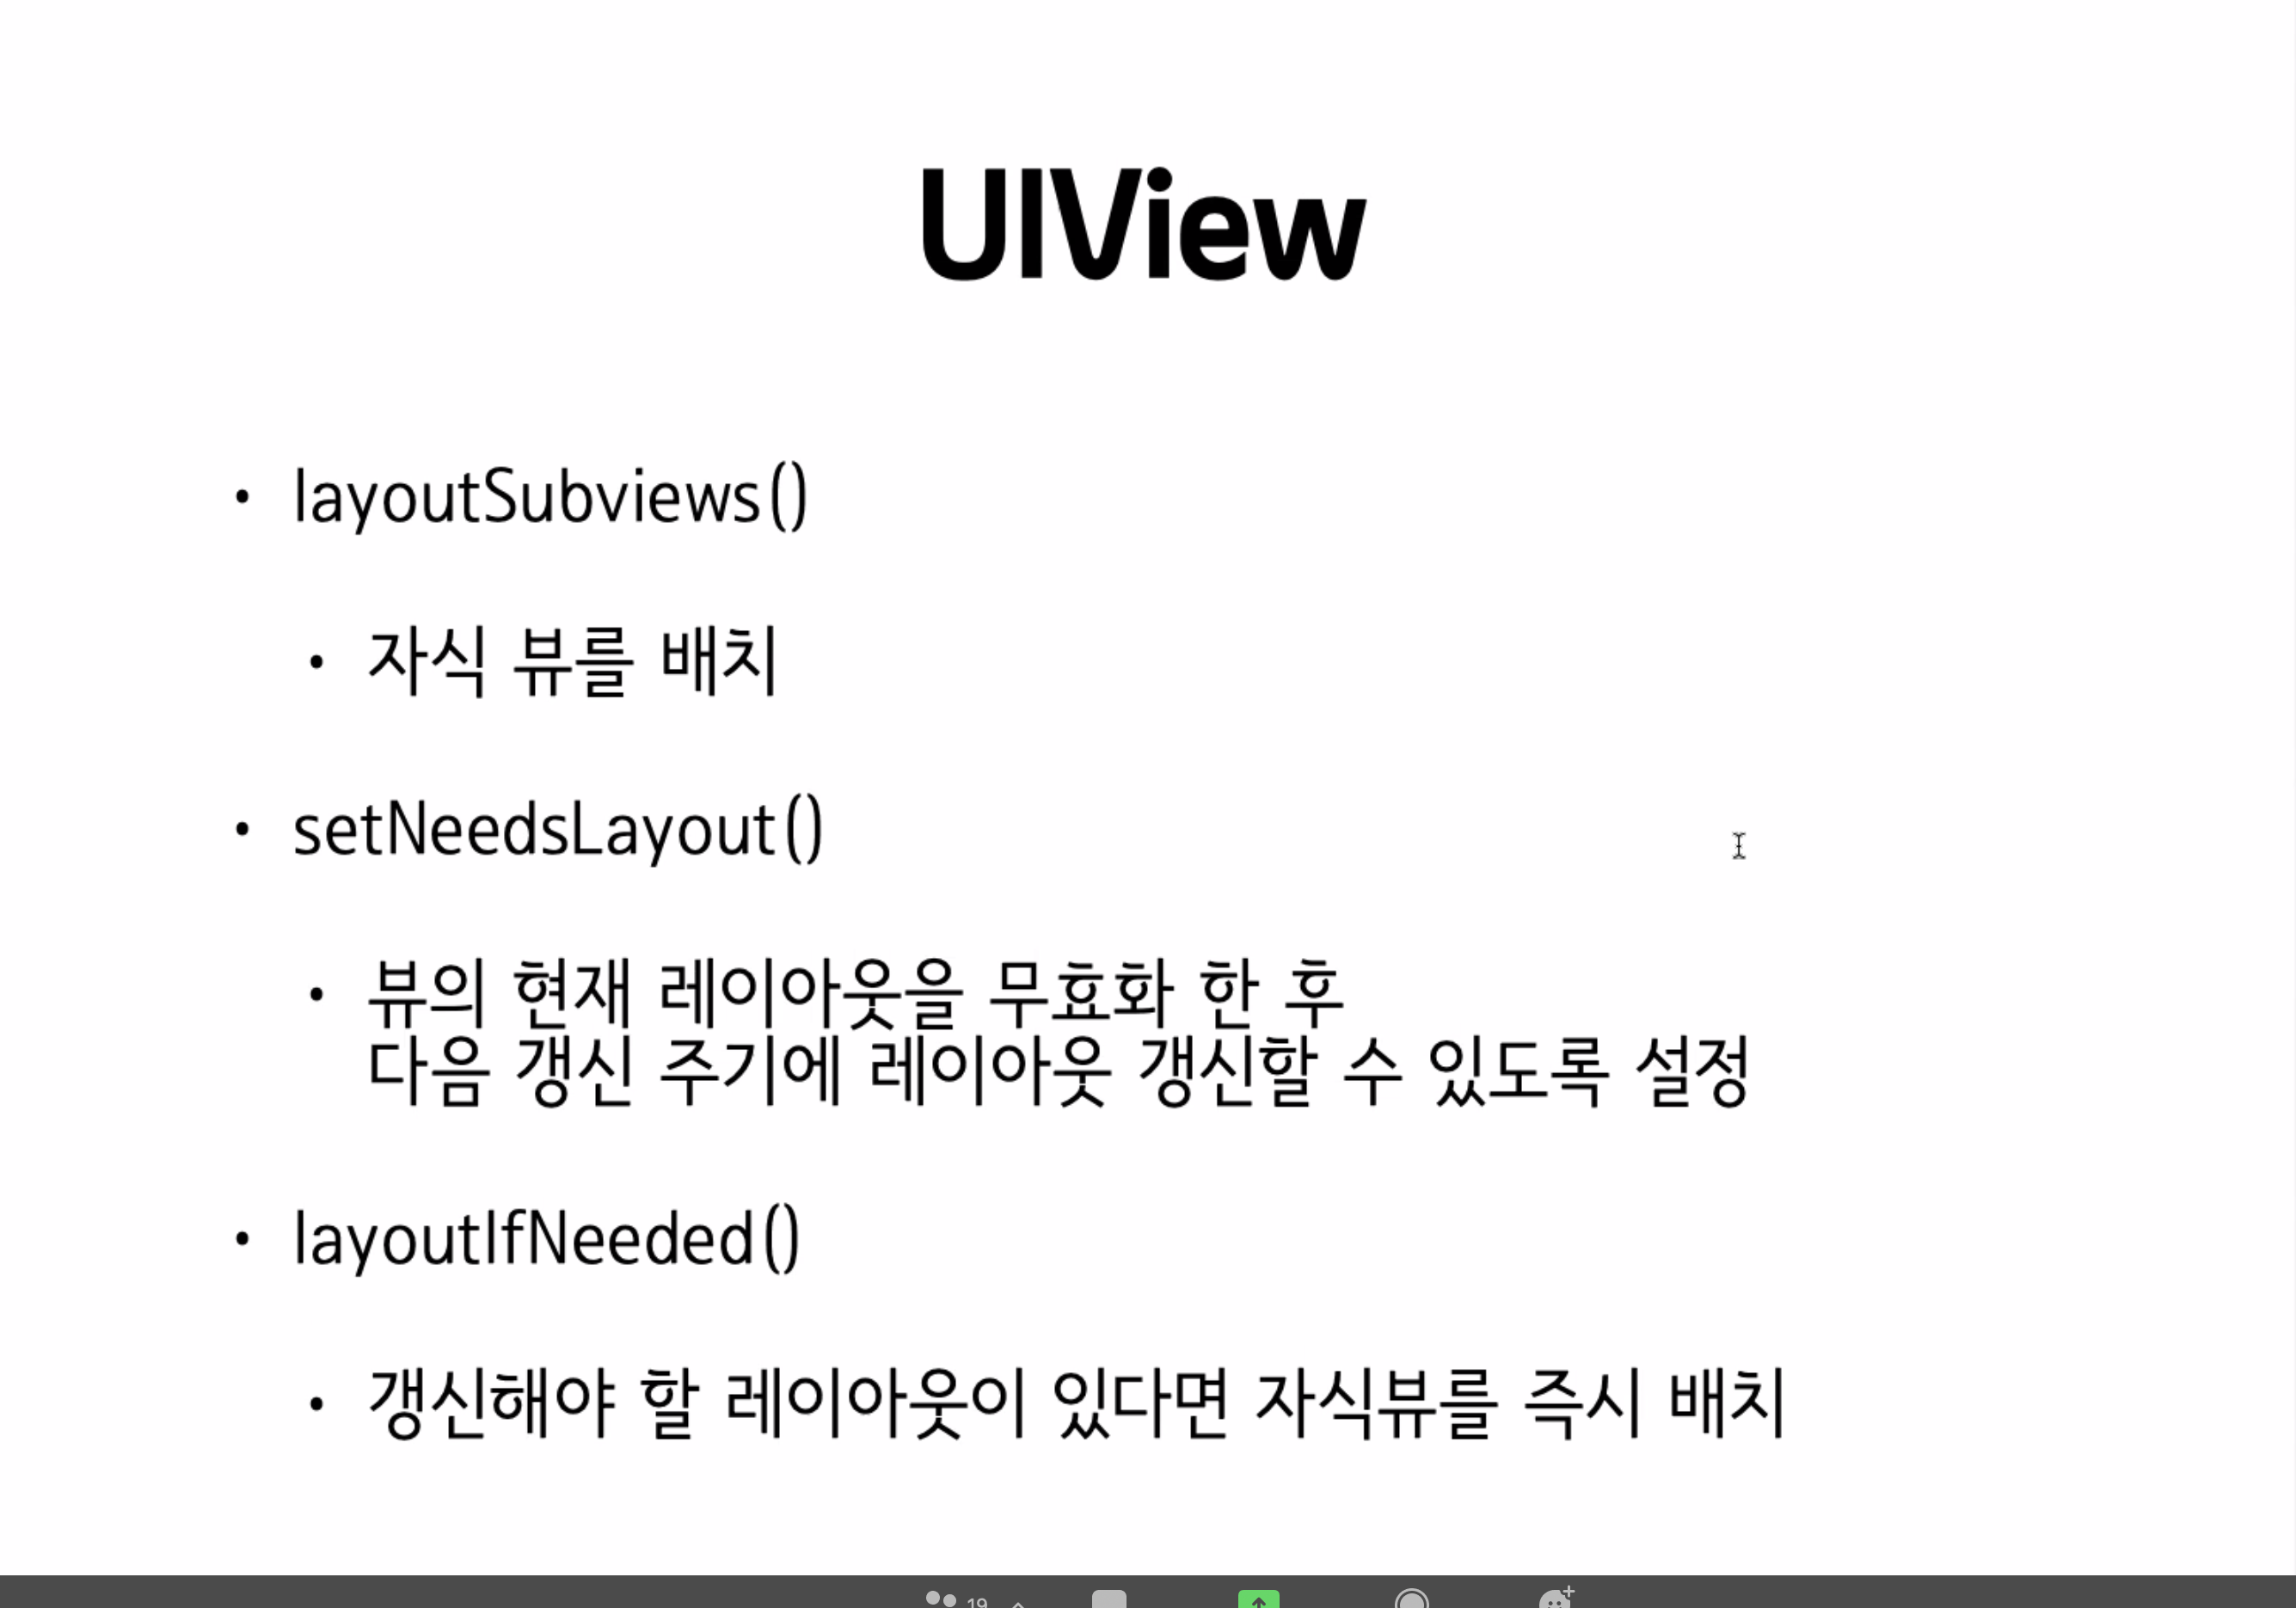 UIView
• layoutSubviews()
• 자식 뷰를 배치
• setNeedsLayout()
• 뷰의 현재 레이아웃을 무효화 한 후
다음 갱신 주기에 레이아웃 갱신할 수 있도록 설정
• layoutIfNeeded()
• 갱신해야 할 레이아웃이 있다면 자식뷰를 즉시 배치
19